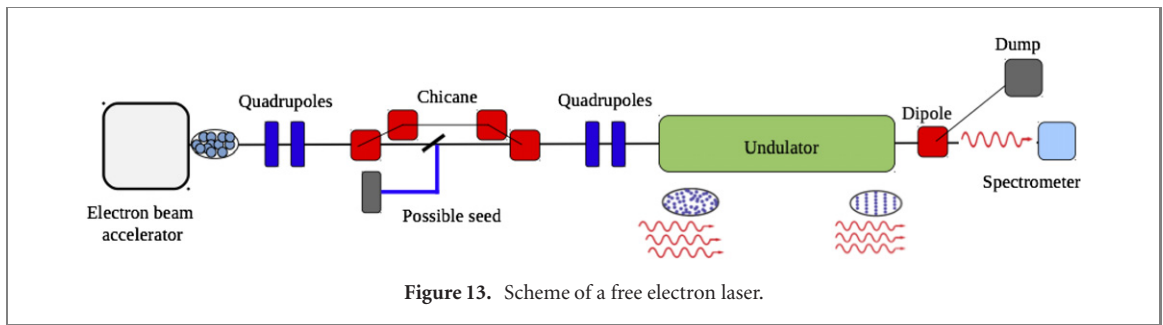 Dump
Quadrupoles
Chicane
Quadrupoles
Dipole
Undulator
Electron beam
accelerator
Possible seed
Spectrometer
Figure 13. Scheme of a free electron laser.